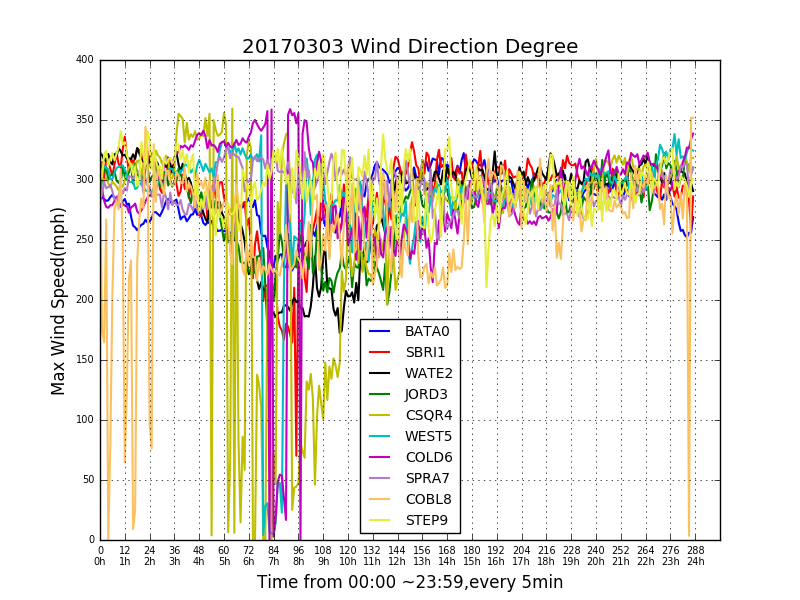 20170303 Wind Direction Degree
Max Wind Speed(mph)
400
350
300
250
200
150
100
50
0
BATA0
SBRI1
WATE2
JORD3
CSQR4
WEST5
COLD6
SPRA7
COBL8
STEP9
0 12 24 36 48 60 72 84 96 108 120 132 144 156 168 180 192 204 216 228 240 252 264 276 288
0h 1h 2h 3h 4h 5h 6h 7h 8h 9h 10h 11h 12h 13h 14h 15h 16h 17h 18h 19h 20h 21h 22h 23h 24h
Time from 00:00 ~23:59,every 5min